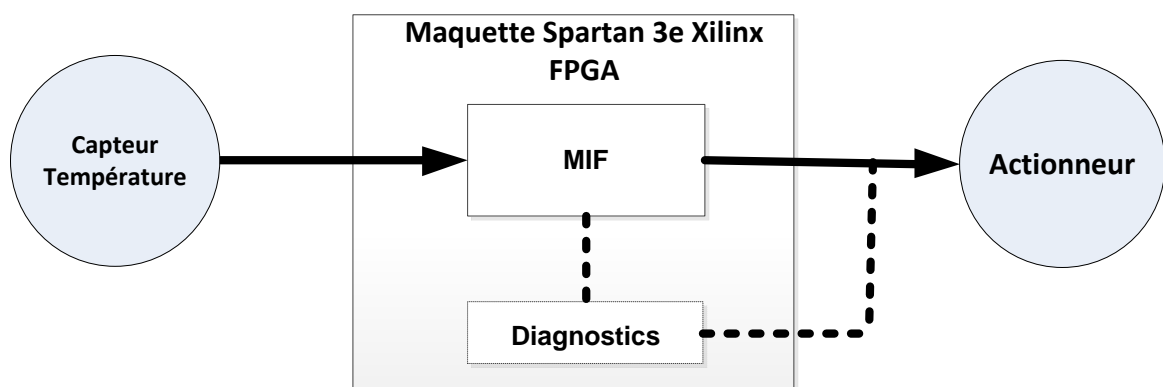 Maquette Spartan 3e Xilinx
FPGA
Capteur
Température
MIF
Actionneur
Diagnostics